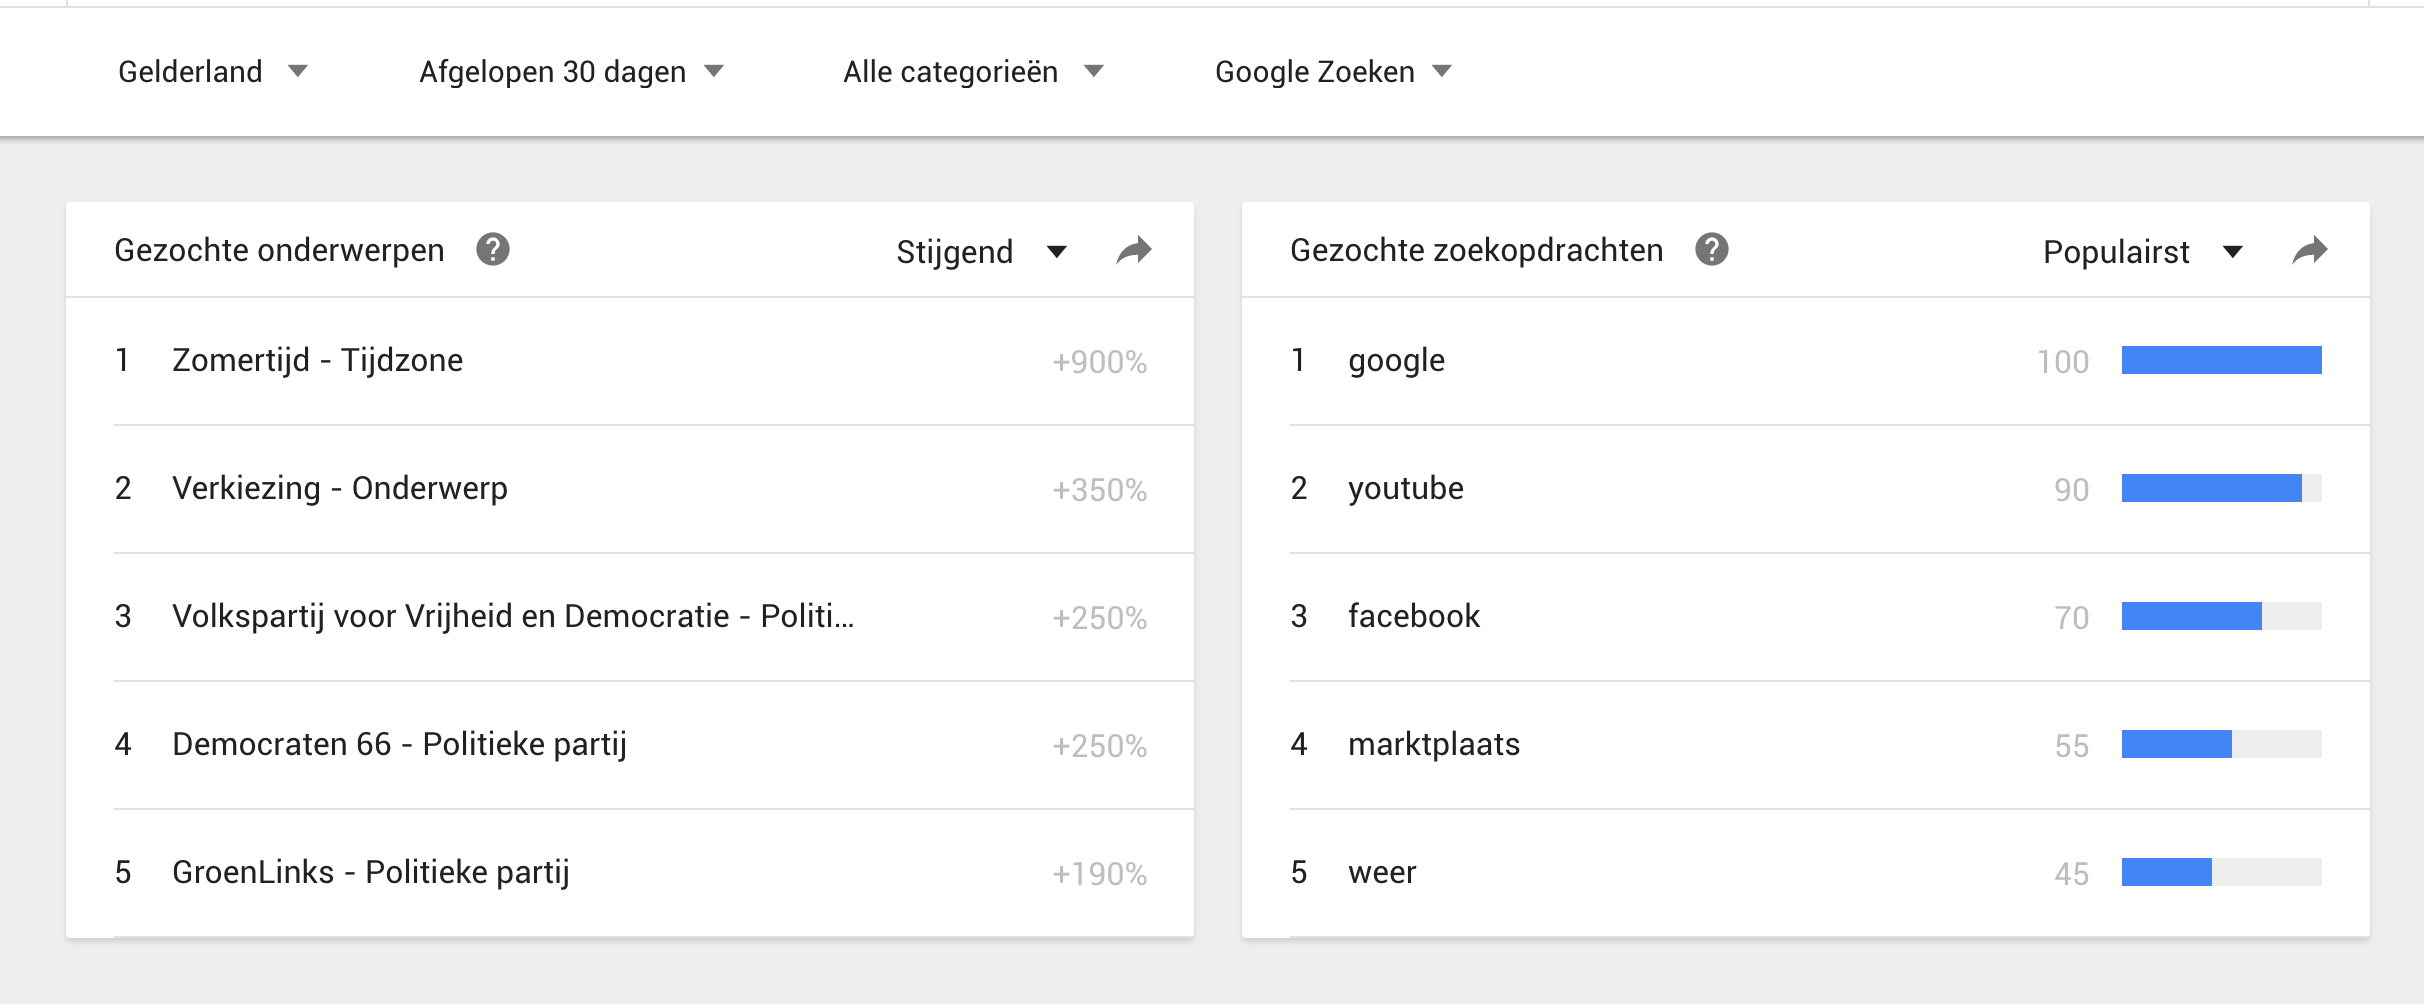 Gelderland Afgelopen 30 dagen Alle categorieën Google Zoeken
Gezochte onderwerpen ? Stijgend
1 Zomertijd - Tijdzone +900%
2 Verkiezing - Onderwerp +350%
3 Volkspartij voor Vrijheid en Democratie - Politi... +250%
4 Democraten 66 - Politieke partij +250%
5 GroenLinks - Politieke partij +190%
Gezochte zoekopdrachten ? Populairst
1 google 100
2 youtube 90
3 facebook 70
4 marktplaats 55
5 weer 45